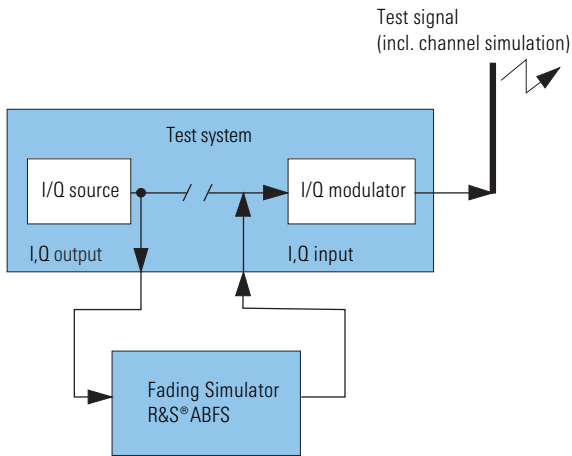 Test signal
(incl. channel simulation)
Test system
I/Q source
I/Q modulator
I,Q output
I,Q input
Fading Simulator
R&S® ABFS